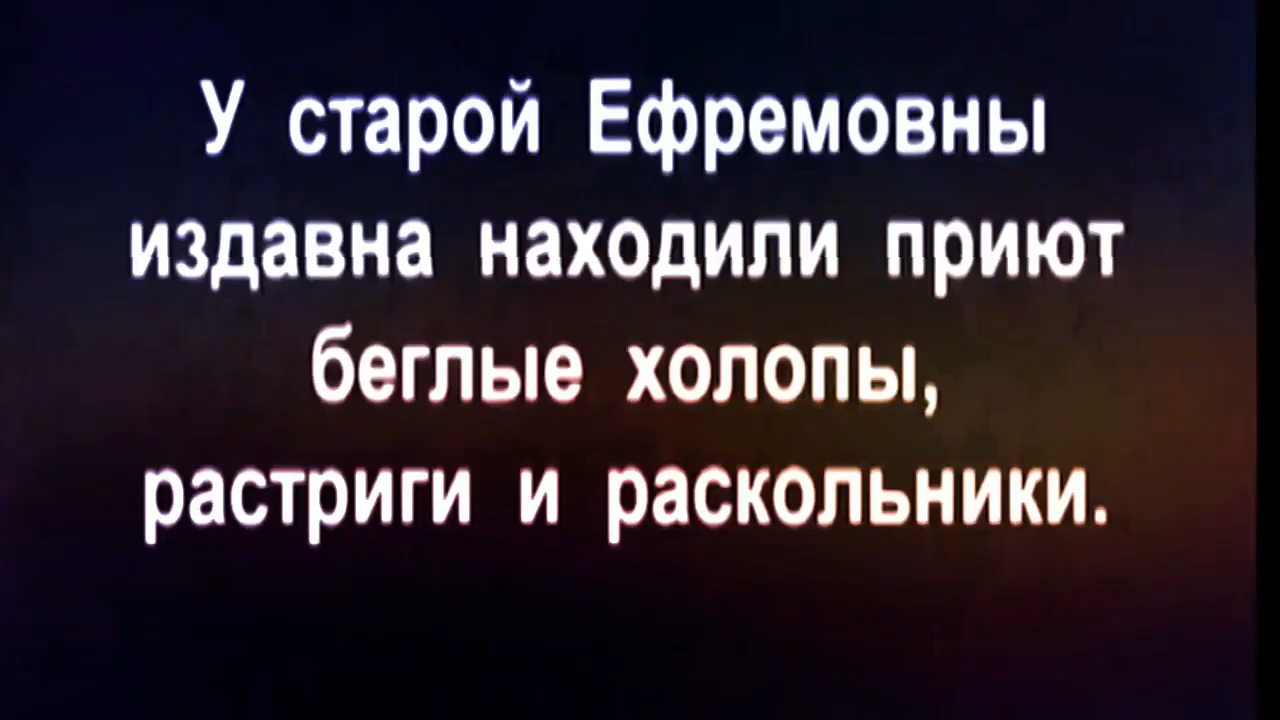 У старой Ефремовны
издавна находили приют
беглые холопы,
растриги и раскольники.